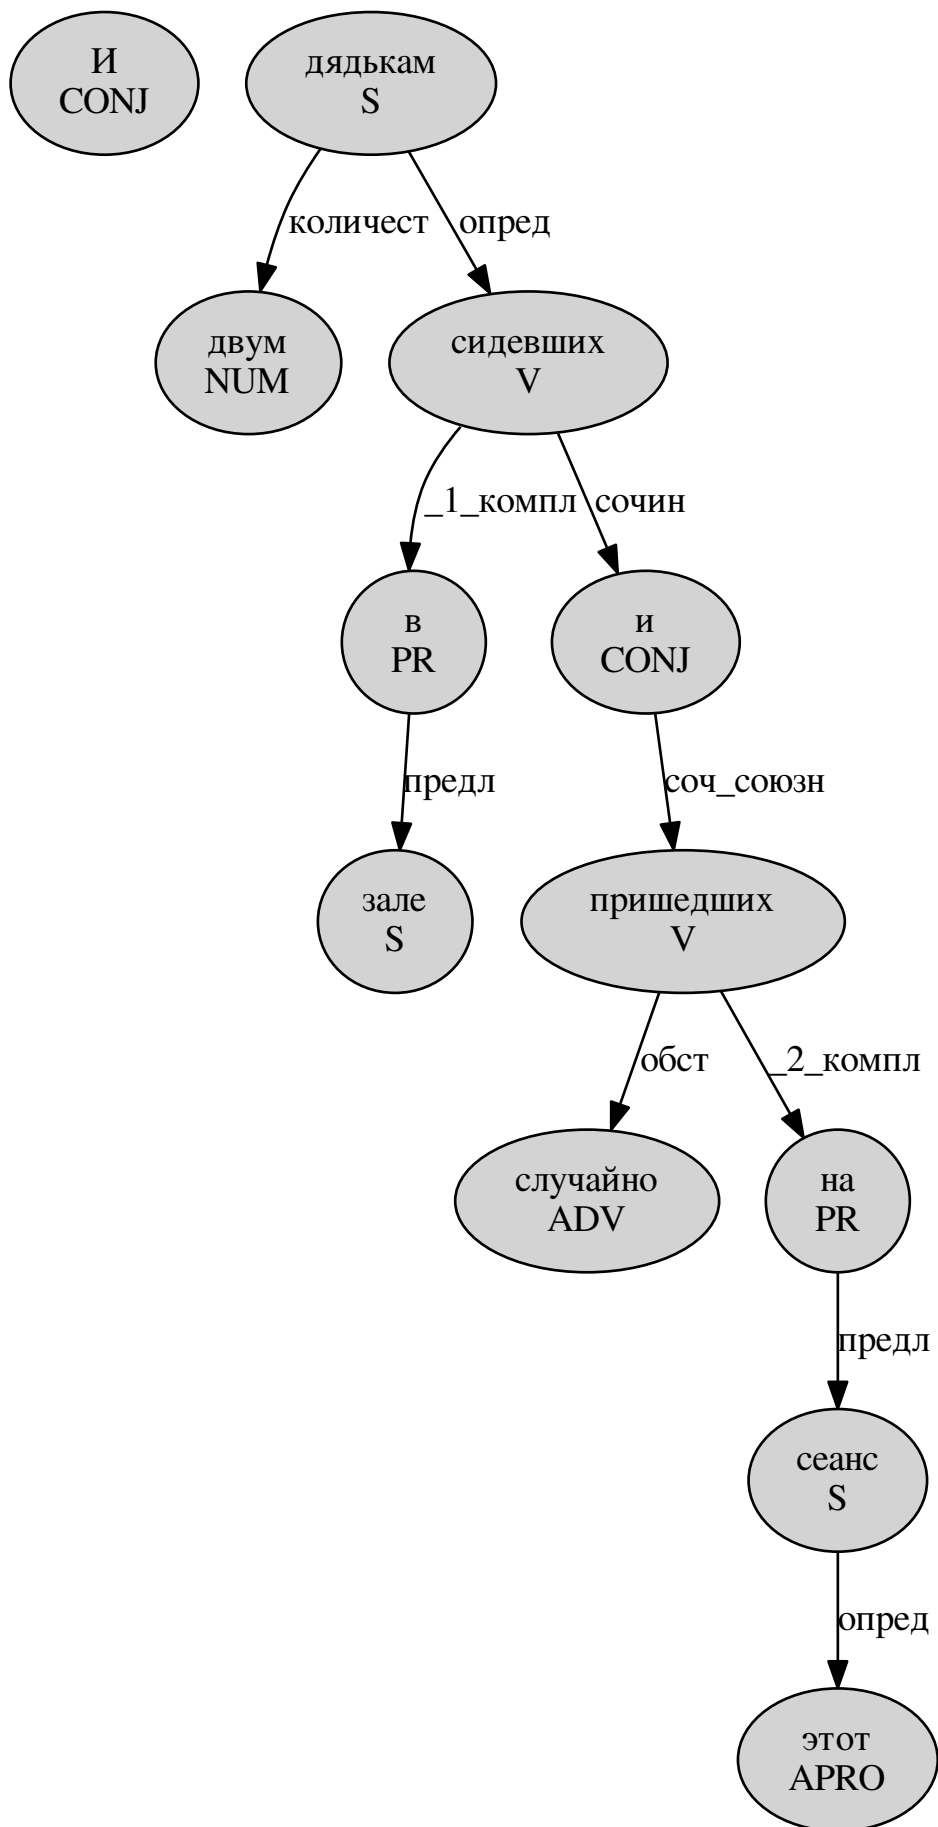 И
CONJ
дядькам
S
количест
опред
двум
NUM
сидевших
V
_1_компл
сочин
в
PR
и
CONJ
предл
соч_союзн
зале
S
пришедших
V
обст
_2_компл
случайно
ADV
на
PR
предл
сеанс
S
опред
этот
APRO